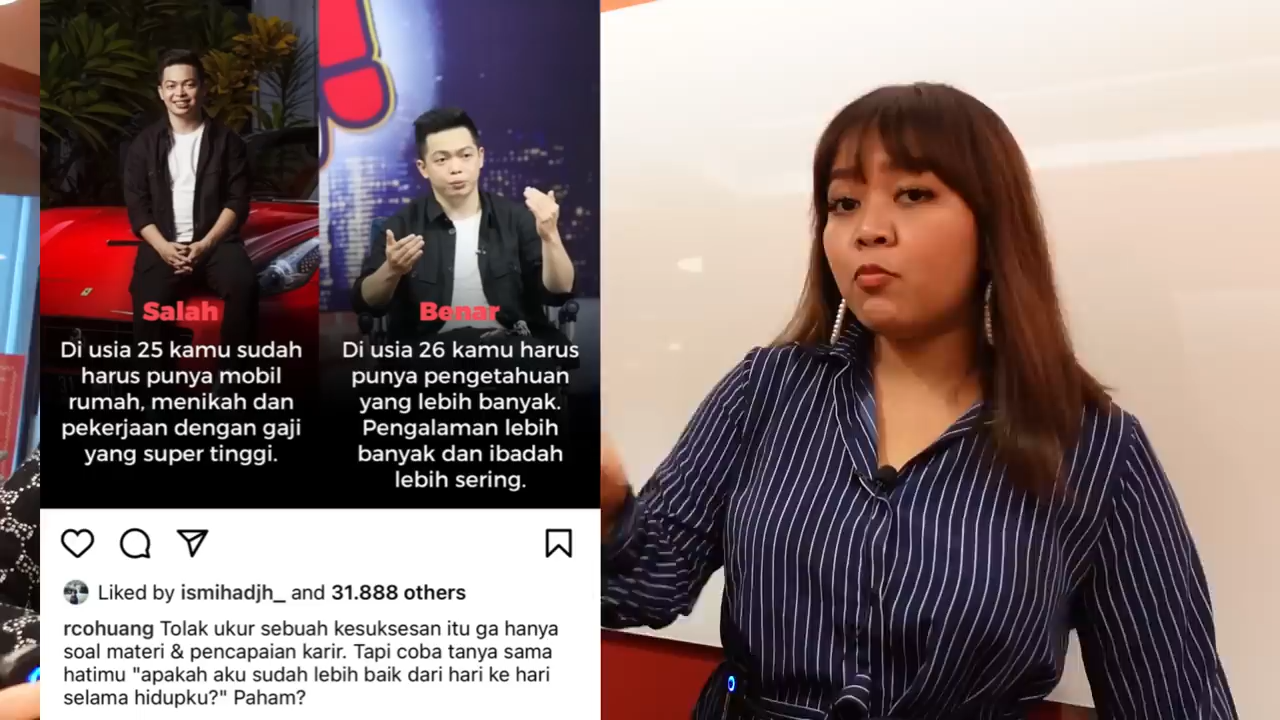 Salah
Di usia 25 kamu sudah
harus punya mobil
rumah, menikah dan
pekerjaan dengan gaji
yang super tinggi.
Benar
Di usia 26 kamu harus
punya pengetahuan
yang lebih banyak.
Pengalaman lebih
banyak dan ibadah
lebih sering.
Liked by ismihadjh_ and 31.888 others
rcohuang Tolak ukur sebuah kesuksesan itu ga hanya
soal materi & pencapaian karir. Tapi coba tanya sama
hatimu "apakah aku sudah lebih baik dari hari ke hari
selama hidupku?" Paham?